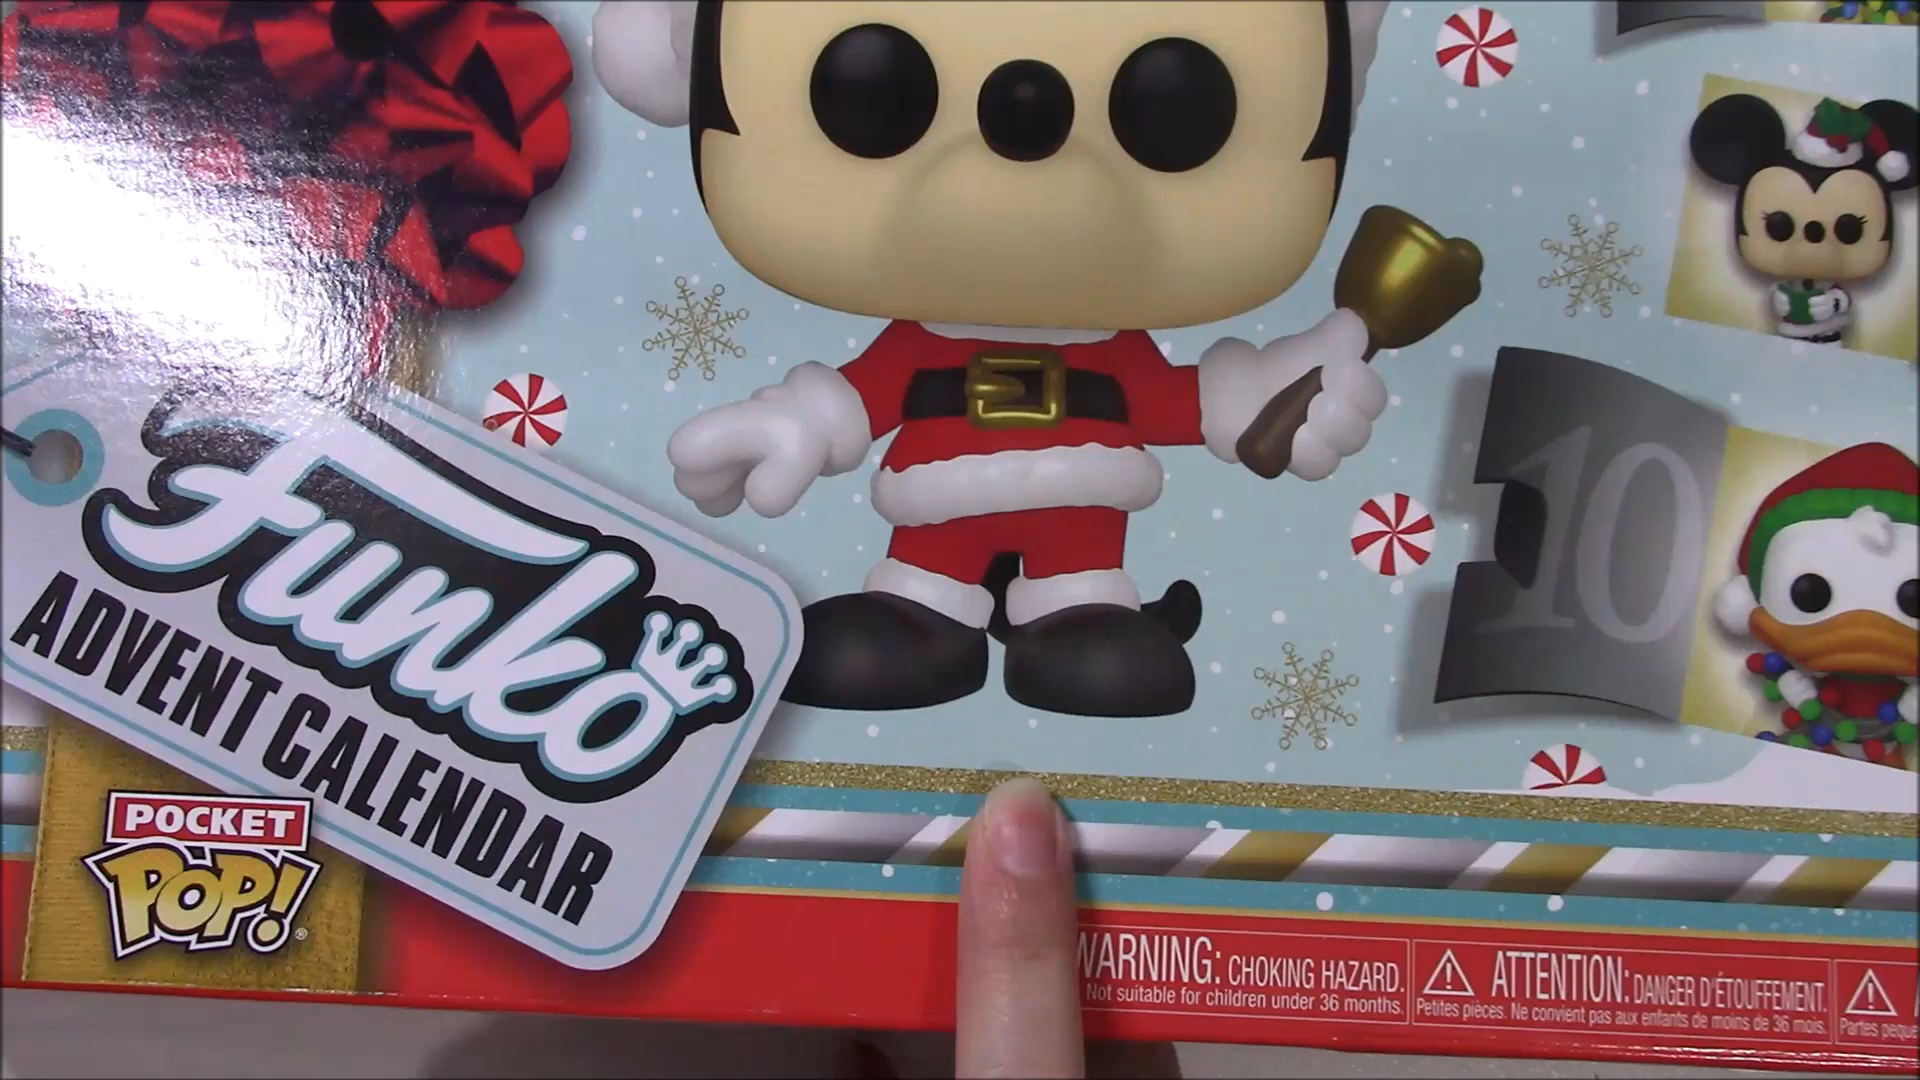 Funko
ADVENT CALENDAR
POCKET
POP!®
10
WARNING: CHOKING HAZARD.
Not suitable for children under 36 months.
ATTENTION: DANGER D'ÉTOUFFEMENT.
Petites pièces. Ne convient pas aux enfants de moins de 36 mois.
Partes